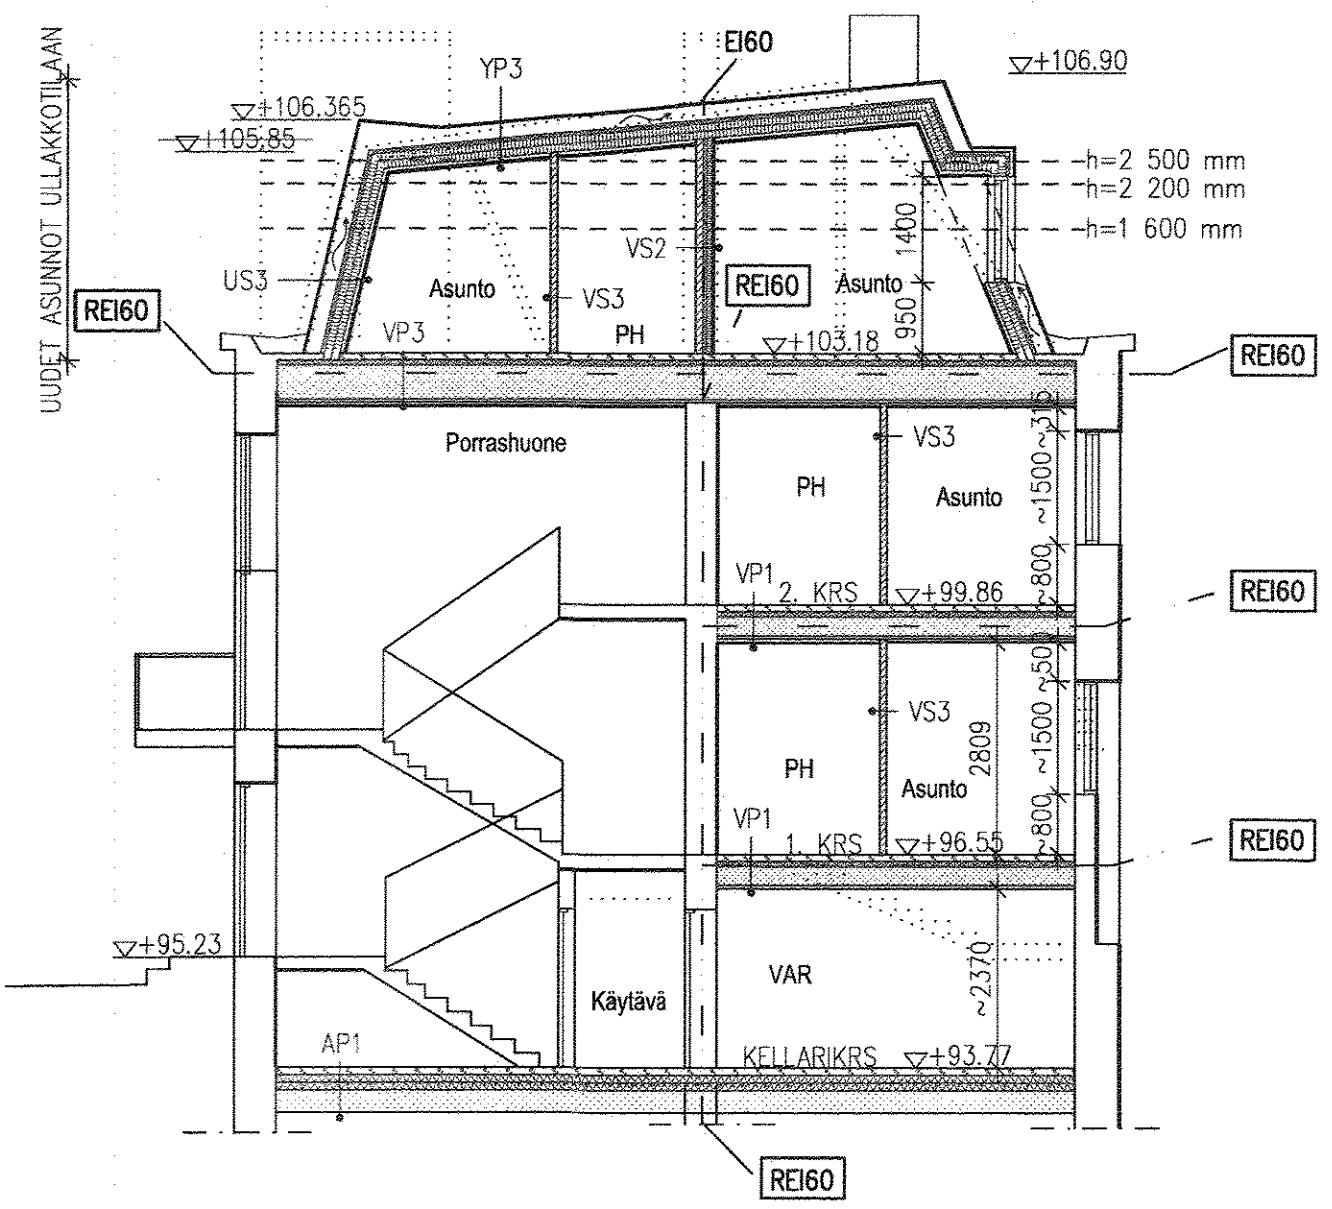 UUDET ASUNNOT ULLAKKOTILAAN
EI60
YP3
+106.90
+106.365
+105.85
h=2 500 mm
h=2 200 mm
h=1 600 mm
1400
VS2
US3
Asunto
VS3
REI60
Asunto
REI60
VP3
PH
950
+103.18
REI60
~315
Porrashuone
VS3
PH
Asunto
~1500
VP1
2. KRS
+99.86
~800
REI60
~500
VS3
2809
~1500
PH
Asunto
VP1
1. KRS
+96.55
~800
REI60
+95.23
VAR
~2370
Käytävä
AP1
KELLARIKRS
+93.77
REI60